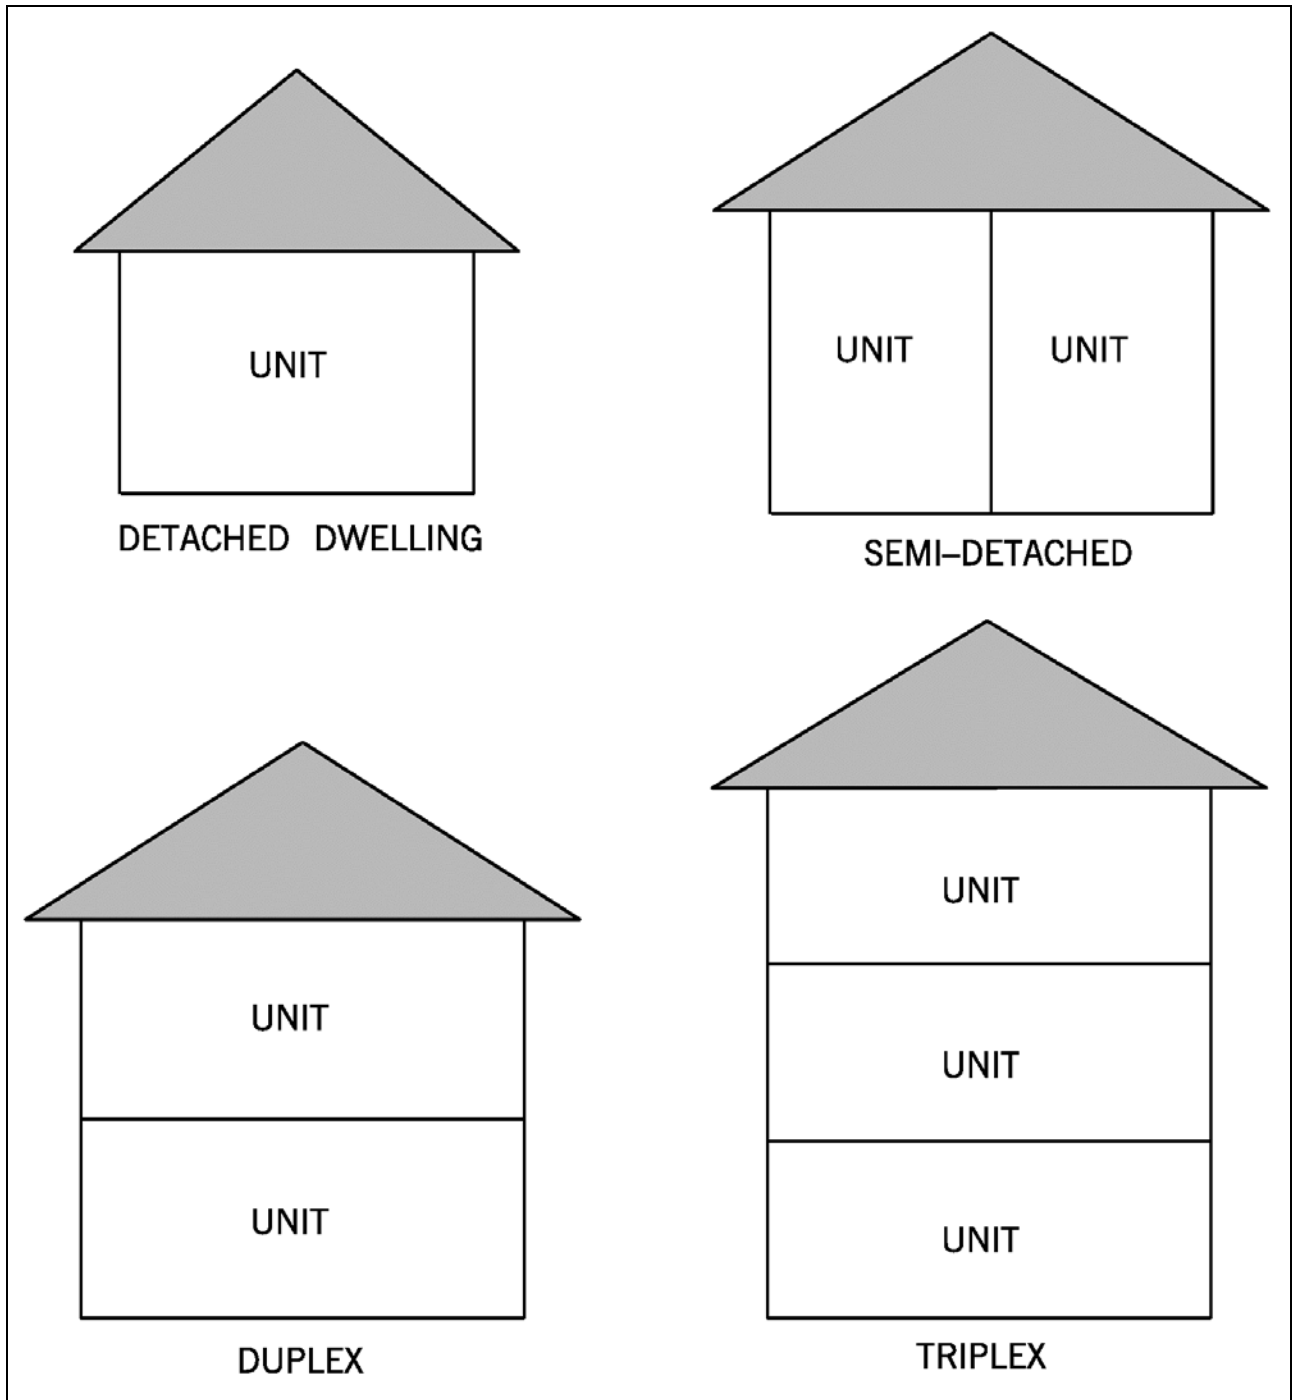 UNIT
DETACHED DWELLING
UNIT UNIT
SEMI–DETACHED
UNIT
UNIT
DUPLEX
UNIT
UNIT
UNIT
TRIPLEX